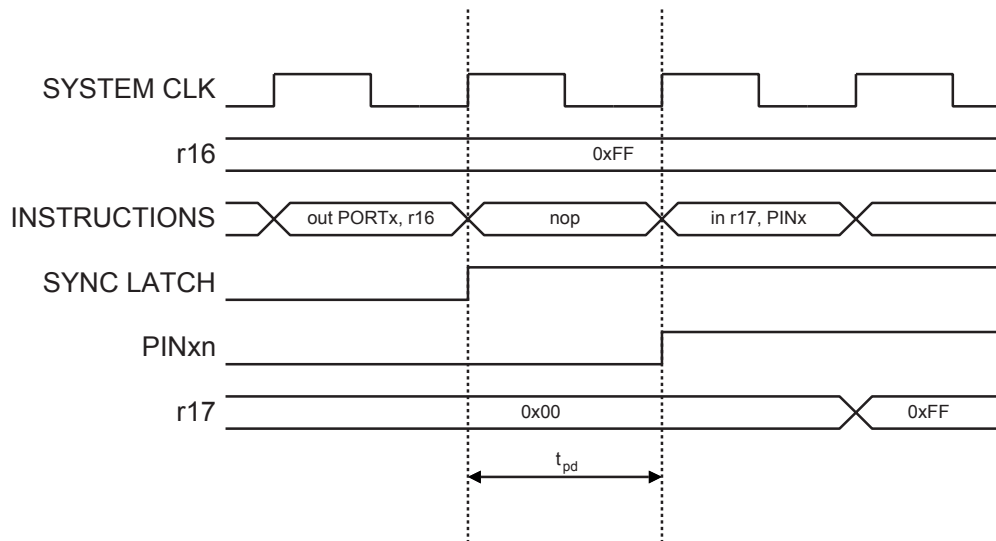 SYSTEM CLK
r16
0xFF
INSTRUCTIONS
out PORTx, r16
nop
in r17, PINx
SYNC LATCH
PINxn
r17
0x00
0xFF
tpd